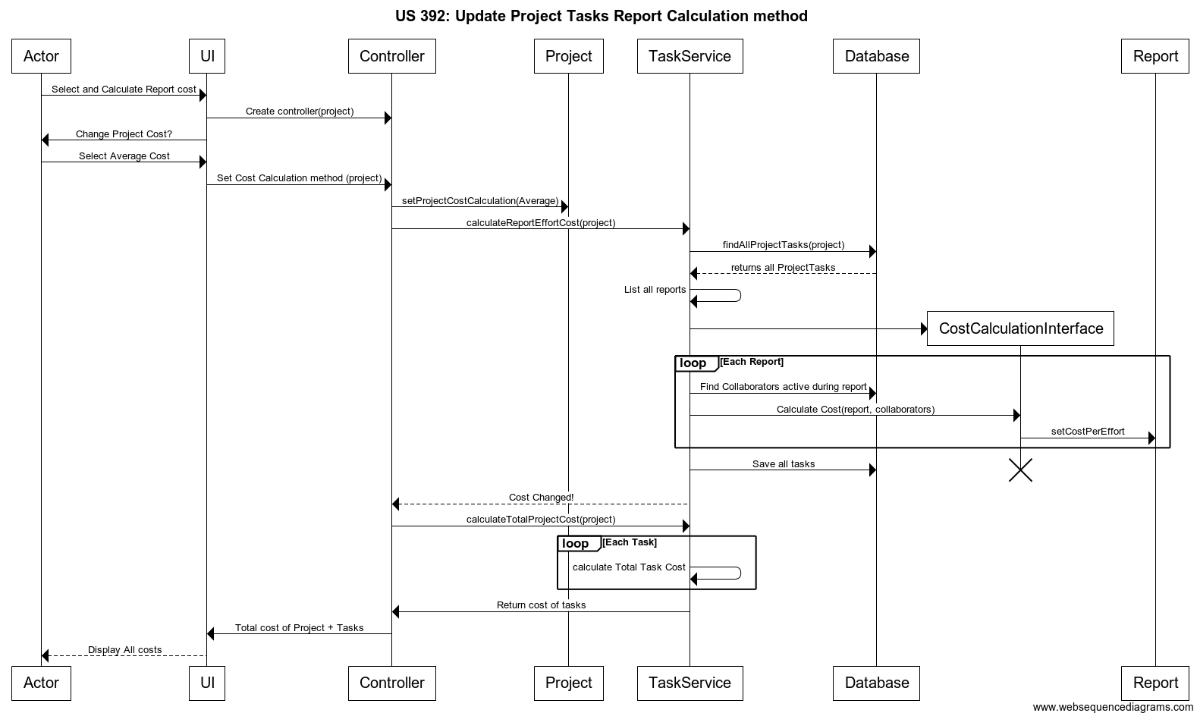 US 392: Update Project Tasks Report Calculation method
Actor
UI
Controller
Project
TaskService
Database
Report
Select and Calculate Report cost
Create controller(project)
Change Project Cost?
Select Average Cost
Set Cost Calculation method (project)
setProjectCostCalculation(Average)
calculateReportEffortCost(project)
findAllProjectTasks(project)
returns all ProjectTasks
List all reports
CostCalculationInterface
loop [Each Report]
Find Collaborators active during report
Calculate Cost(report, collaborators)
setCostPerEffort
Save all tasks
Cost Changed!
calculateTotalProjectCost(project)
loop [Each Task]
calculate Total Task Cost
Return cost of tasks
Total cost of Project + Tasks
Display All costs
Actor
UI
Controller
Project
TaskService
Database
Report
www.websequencediagrams.com